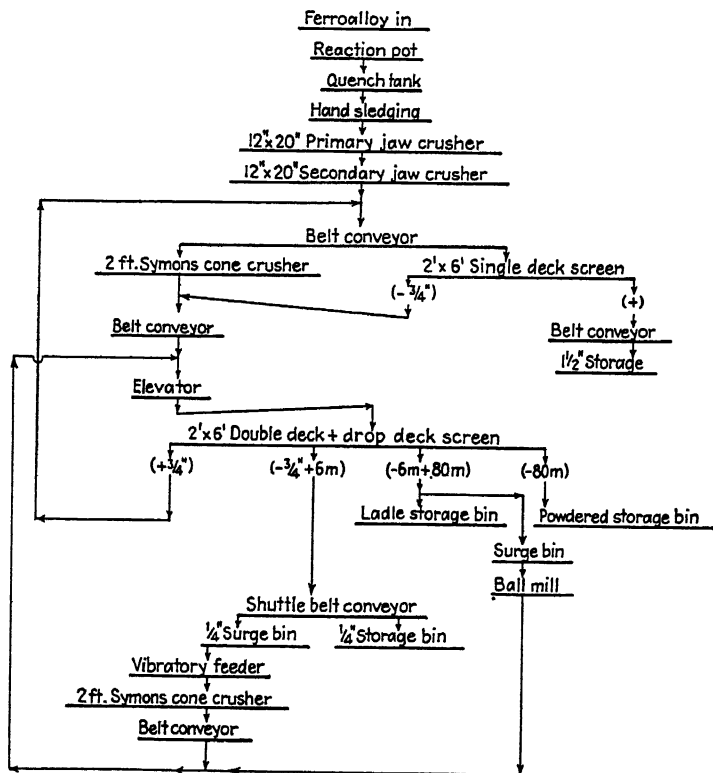 Ferroalloy in
Reaction pot
Quench tank
Hand sledging
12"x20" Primary jaw crusher
12"x20" Secondary jaw crusher
Belt conveyor
2 ft. Symons cone crusher
2'x 6' Single deck screen
(-3/4")
(+)
Belt conveyor
Belt conveyor
1 1/2" Storage
Elevator
2'x6' Double deck + drop deck screen
(+3/4")
(-3/4"+6m)
(-6m+.80m)
(-80m)
Ladle storage bin
Powdered storage bin
Surge bin
Ball mill
Shuttle belt conveyor
1/4" Surge bin
1/4" Storage bin
Vibratory feeder
2 ft. Symons cone crusher
Belt conveyor